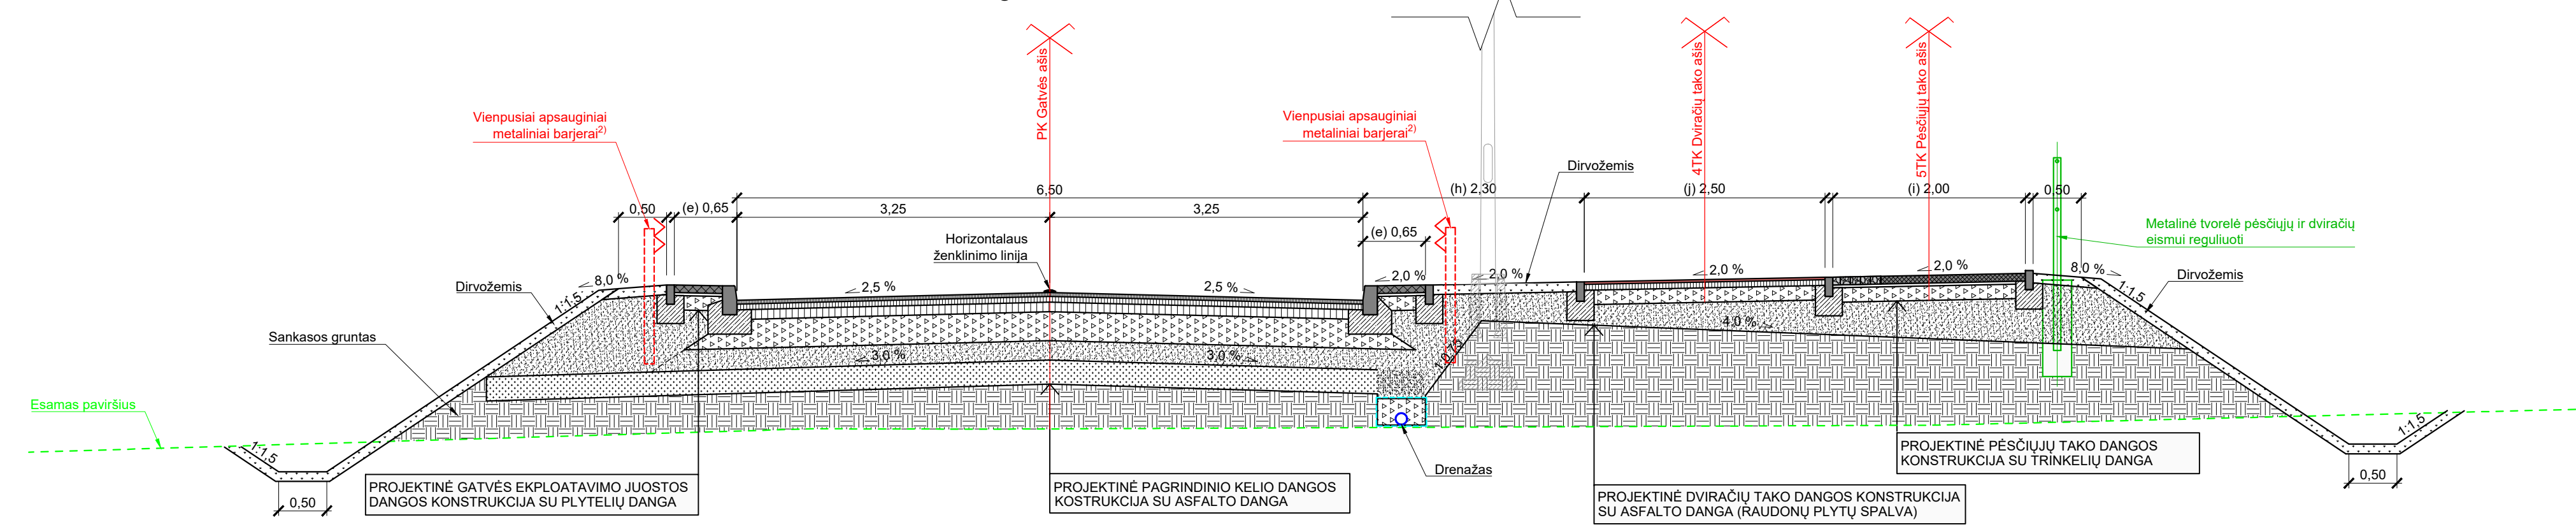 PK Gatvės ašis
4TK Dviračių tako ašis
5TK Pėsčiųjų tako ašis
Vienpusiai apsauginiai
metaliniai barjerai2)
Vienpusiai apsauginiai
metaliniai barjerai2)
Dirvožemis
6,50
(h) 2,30
(j) 2,50
(i) 2,00
0,50
0,50
(e) 0,65
3,25
3,25
(e) 0,65
Metalinė tvorelė pėsčiųjų ir dviračių
eismui reguliuoti
Horizontalaus
ženklinimo linija
Dirvožemis
1:1,5
8,0 %
2,5 %
2,5 %
2,0 %
2,0 %
2,0 %
2,0 %
8,0 %
1:1,5
Dirvožemis
Sankasos gruntas
3,0 %
3,0 %
4,0 %
Esamas paviršius
1:1,5
1:1,5
0,50
0,50
Drenažas
PROJEKTINĖ GATVĖS EKPLOATAVIMO JUOSTOS
DANGOS KONSTRUKCIJA SU PLYTELIŲ DANGA
PROJEKTINĖ PAGRINDINIO KELIO DANGOS
KOSTRUKCIJA SU ASFALTO DANGA
PROJEKTINĖ DVIRAČIŲ TAKO DANGOS KONSTRUKCIJA
SU ASFALTO DANGA (RAUDONŲ PLYTŲ SPALVA)
PROJEKTINĖ PĖSČIŲJŲ TAKO DANGOS
KONSTRUKCIJA SU TRINKELIŲ DANGA